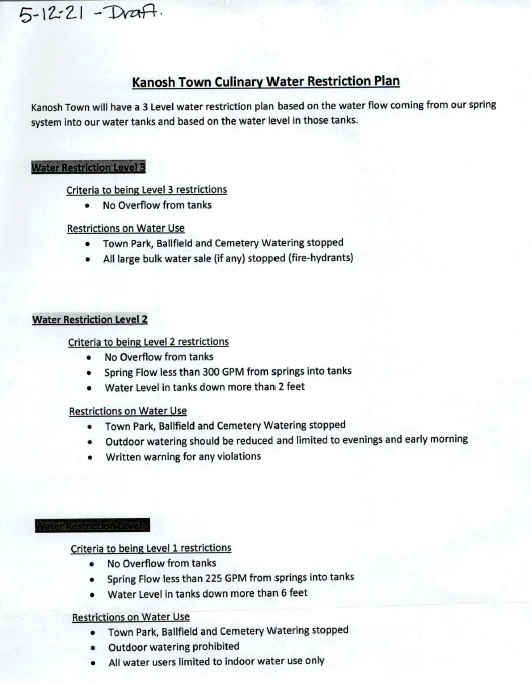 5-12-21 - Draft.
Kanosh Town Culinary Water Restriction Plan
Kanosh Town will have a 3 Level water restriction plan based on the water flow coming from our spring
system into our water tanks and based on the water level in those tanks.
Water Restriction Level 3
Criteria to being Level 3 restrictions
• No Overflow from tanks
Restrictions on Water Use
• Town Park, Ballfield and Cemetery Watering stopped
• All large bulk water sale (if any) stopped (fire-hydrants)
Water Restriction Level 2
Criteria to being Level 2 restrictions
• No Overflow from tanks
• Spring Flow less than 300 GPM from springs into tanks
• Water Level in tanks down more than 2 feet
Restrictions on Water Use
• Town Park, Ballfield and Cemetery Watering stopped
• Outdoor watering should be reduced and limited to evenings and early morning
• Written warning for any violations
Water Restriction Level
Criteria to being Level 1 restrictions
• No Overflow from tanks
• Spring Flow less than 225 GPM from springs into tanks
• Water Level in tanks down more than 6 feet
Restrictions on Water Use
• Town Park, Ballfield and Cemetery Watering stopped
• Outdoor watering prohibited
• All water users limited to indoor water use only